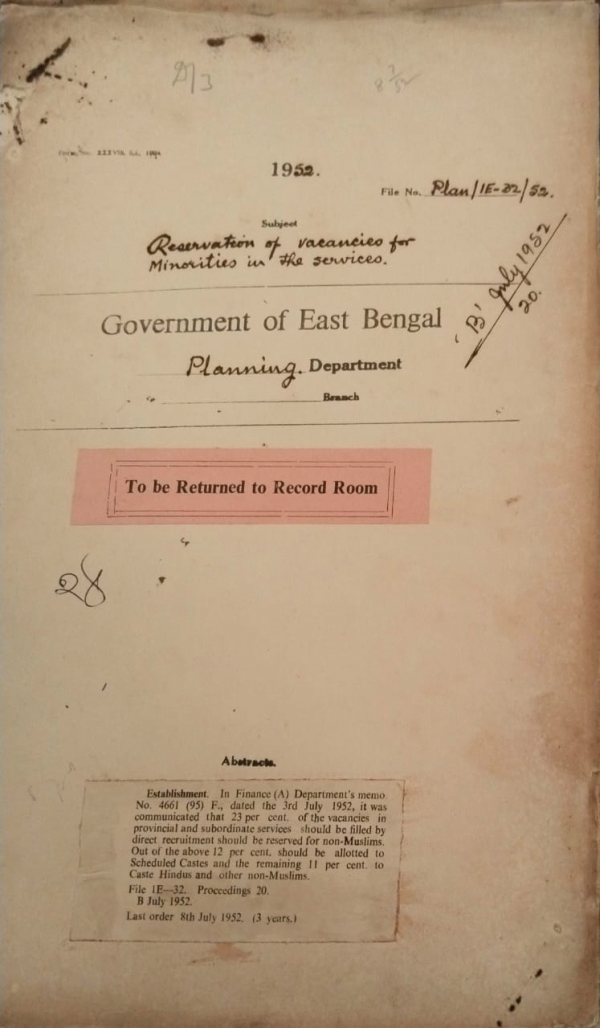 D/3
8 7/52
1952.
File No. Plan/1E-32/52.
Subject
Reservation of vacancies for
Minorities in the services.
'B' July 1952
20.
Government of East Bengal
Planning. Department
Branch
To be Returned to Record Room
28
Abstracts.
Establishment. In Finance (A) Department's memo.
No. 4661 (95) F., dated the 3rd July 1952, it was
communicated that 23 per cent. of the vacancies in
provincial and subordinate services should be filled by
direct recruitment should be reserved for non-Muslims.
Out of the above 12 per cent. should be allotted to
Scheduled Castes and the remaining 11 per cent. to
Caste Hindus and other non-Muslims.
File 1E—32. Proceedings 20.
B July 1952.
Last order 8th July 1952. (3 years.)